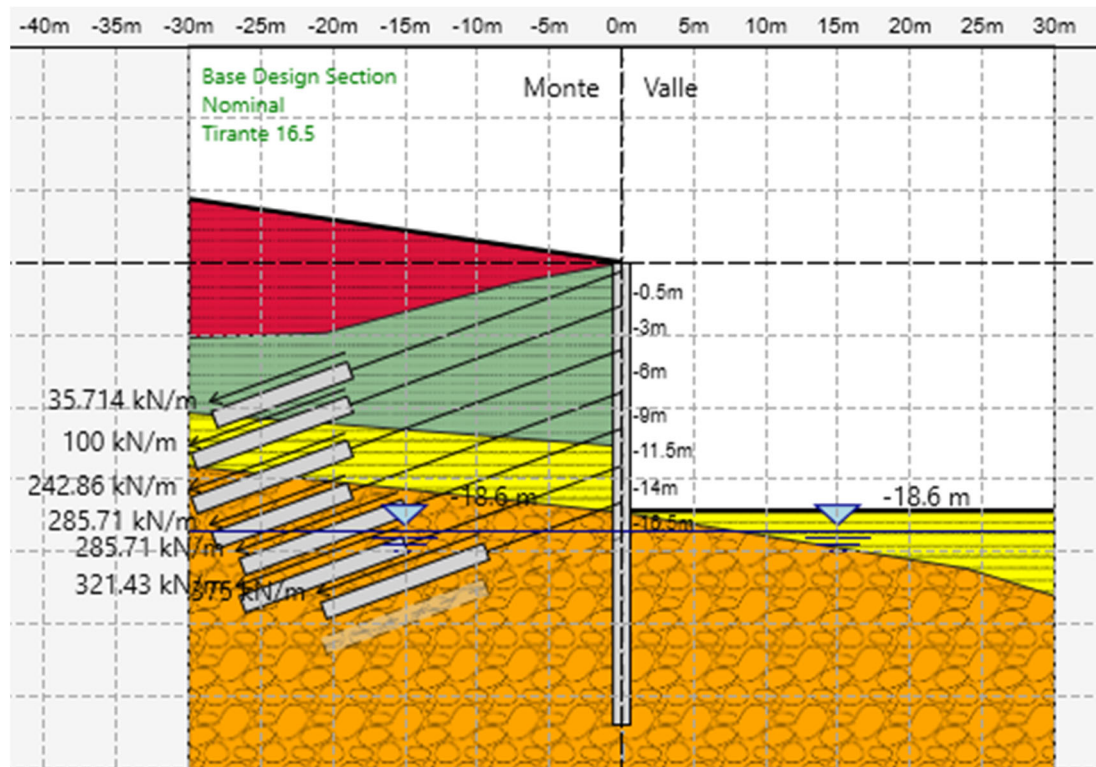 -40m -35m -30m -25m -20m -15m -10m -5m 0m 5m 10m 15m 20m 25m 30m
Base Design Section
Nominal
Tirante 16.5
Monte Valle
-0.5m
-3m
-6m
35.714 kN/m
-9m
100 kN/m
-11.5m
242.86 kN/m
-14m
-18.6 m -18.6 m
285.71 kN/m
-16.5m
285.71 kN/m
321.43 kN/m
375 kN/m